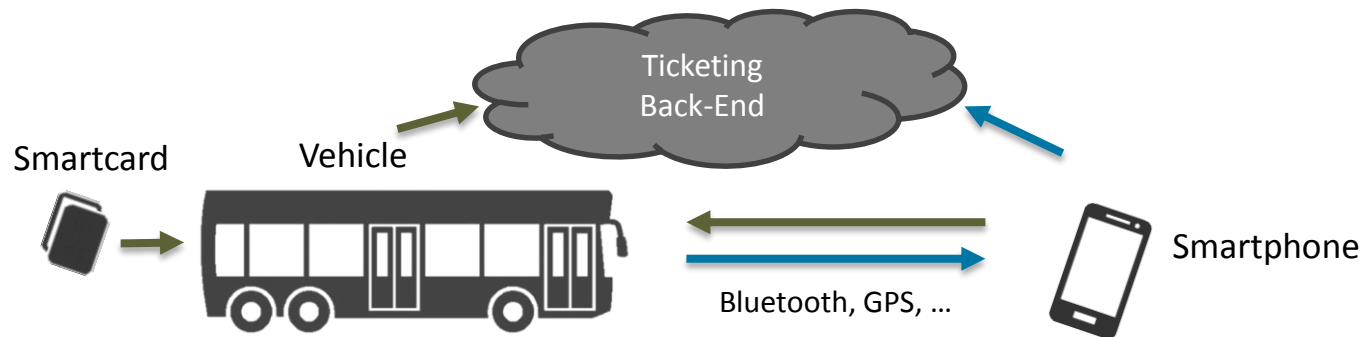 Ticketing
Back-End
Vehicle
Smartcard
Smartphone
Bluetooth, GPS, …